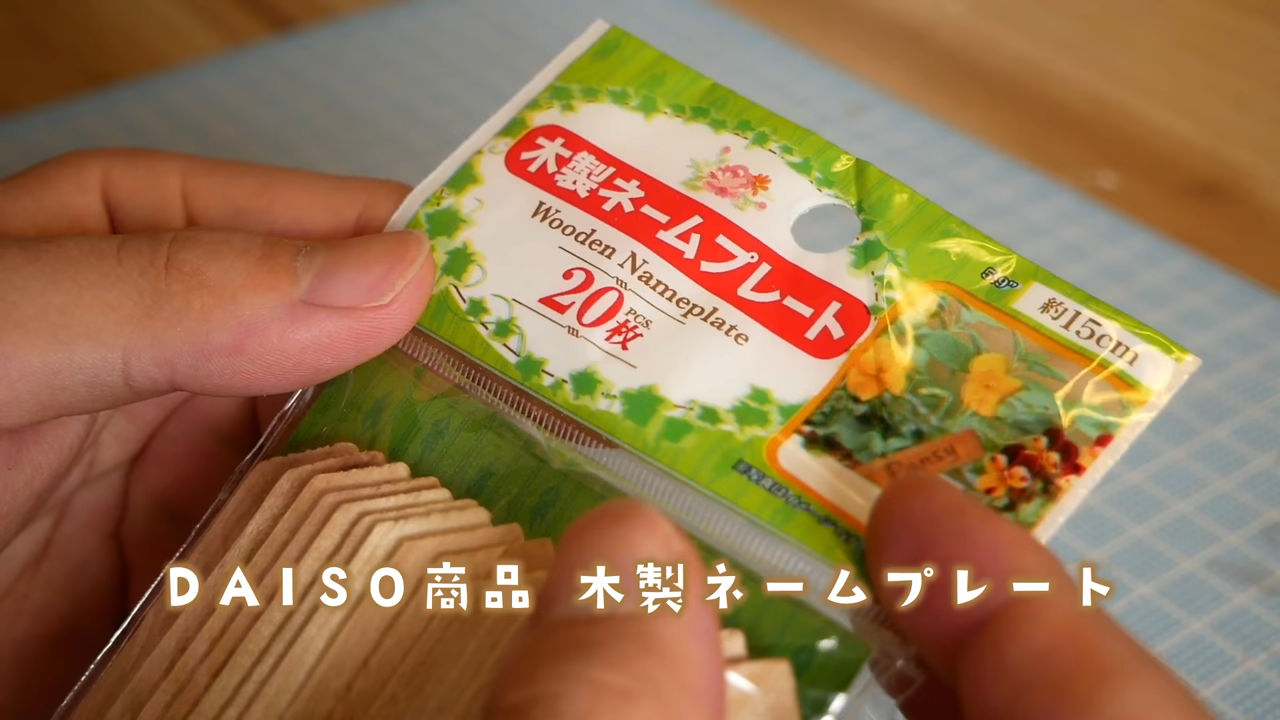 木製ネームプレート
Wooden Nameplate
20枚
PCS.
約15cm
Pansy
DAISO商品 木製ネームプレート